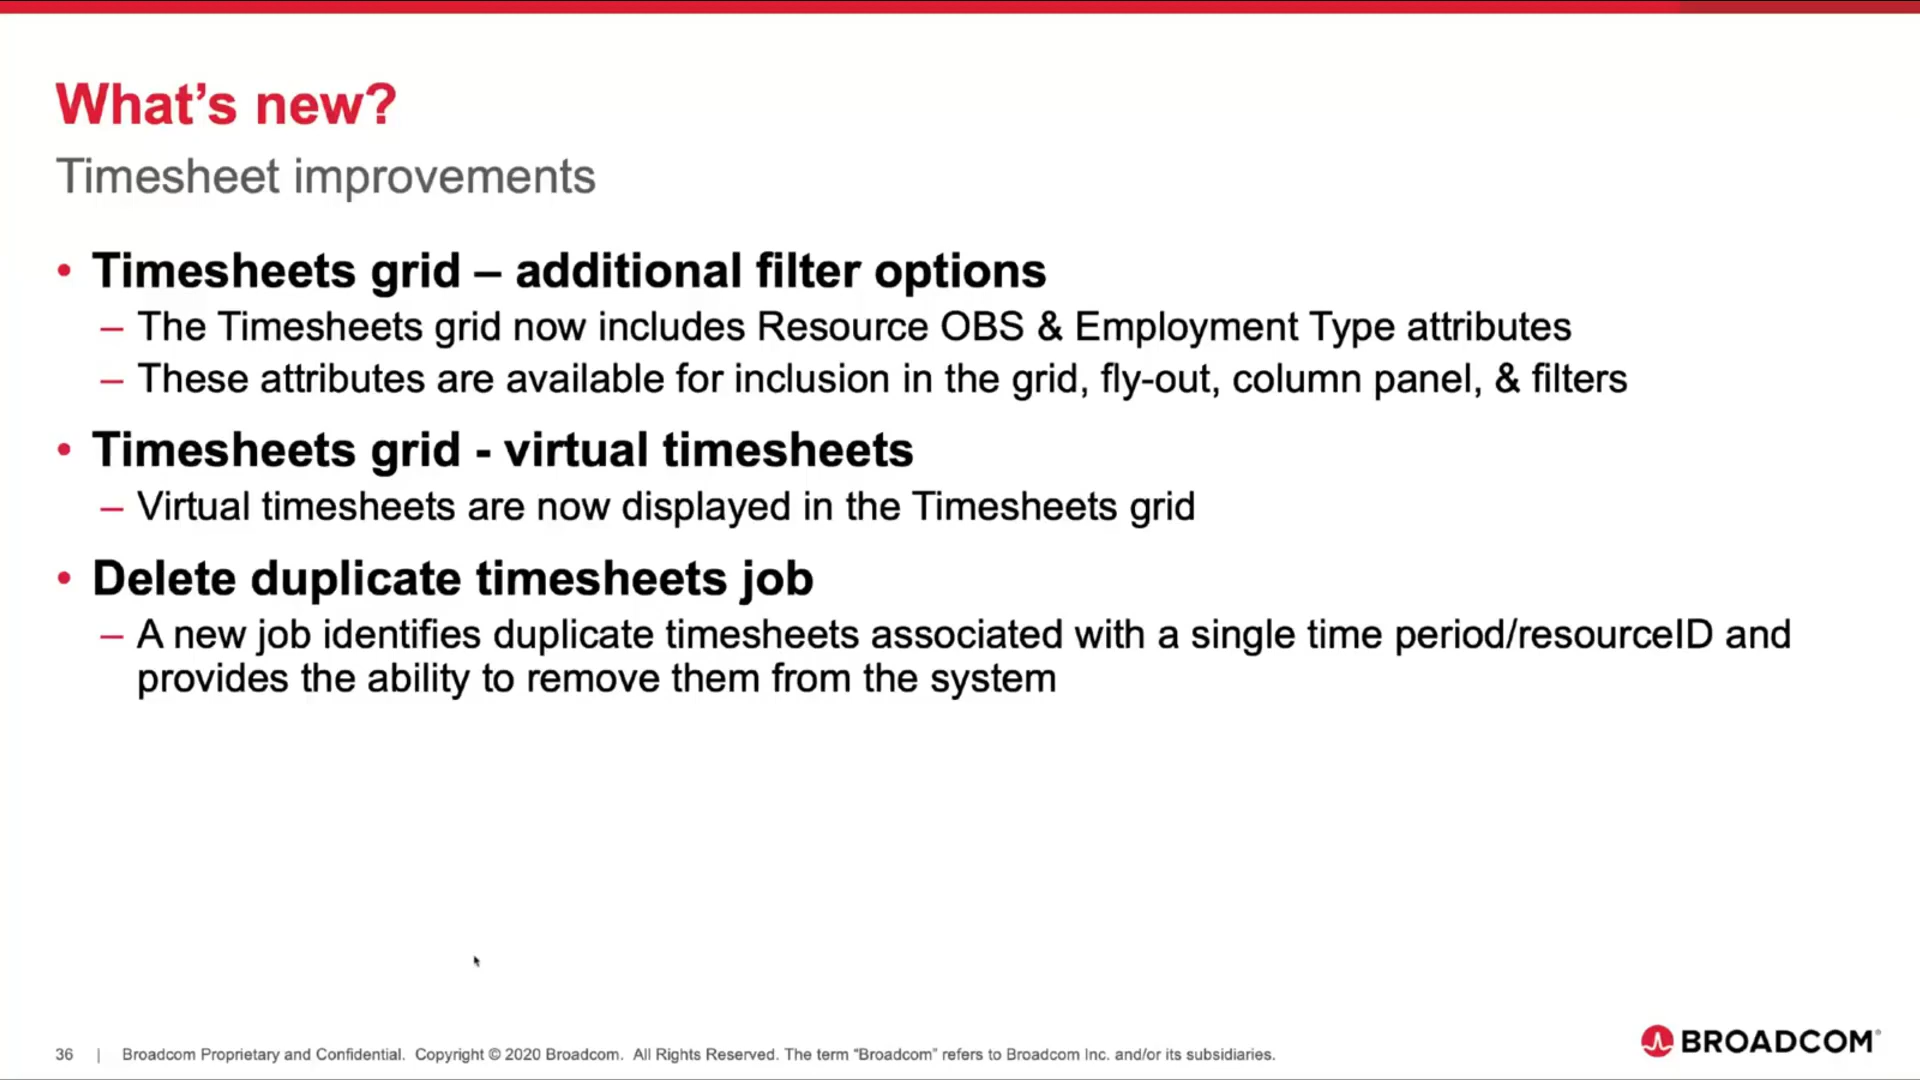 What’s new?
Timesheet improvements
• Timesheets grid – additional filter options
– The Timesheets grid now includes Resource OBS & Employment Type attributes
– These attributes are available for inclusion in the grid, fly-out, column panel, & filters
• Timesheets grid - virtual timesheets
– Virtual timesheets are now displayed in the Timesheets grid
• Delete duplicate timesheets job
– A new job identifies duplicate timesheets associated with a single time period/resourceID and
provides the ability to remove them from the system
36 | Broadcom Proprietary and Confidential. Copyright © 2020 Broadcom. All Rights Reserved. The term “Broadcom” refers to Broadcom Inc. and/or its subsidiaries.
BROADCOM®